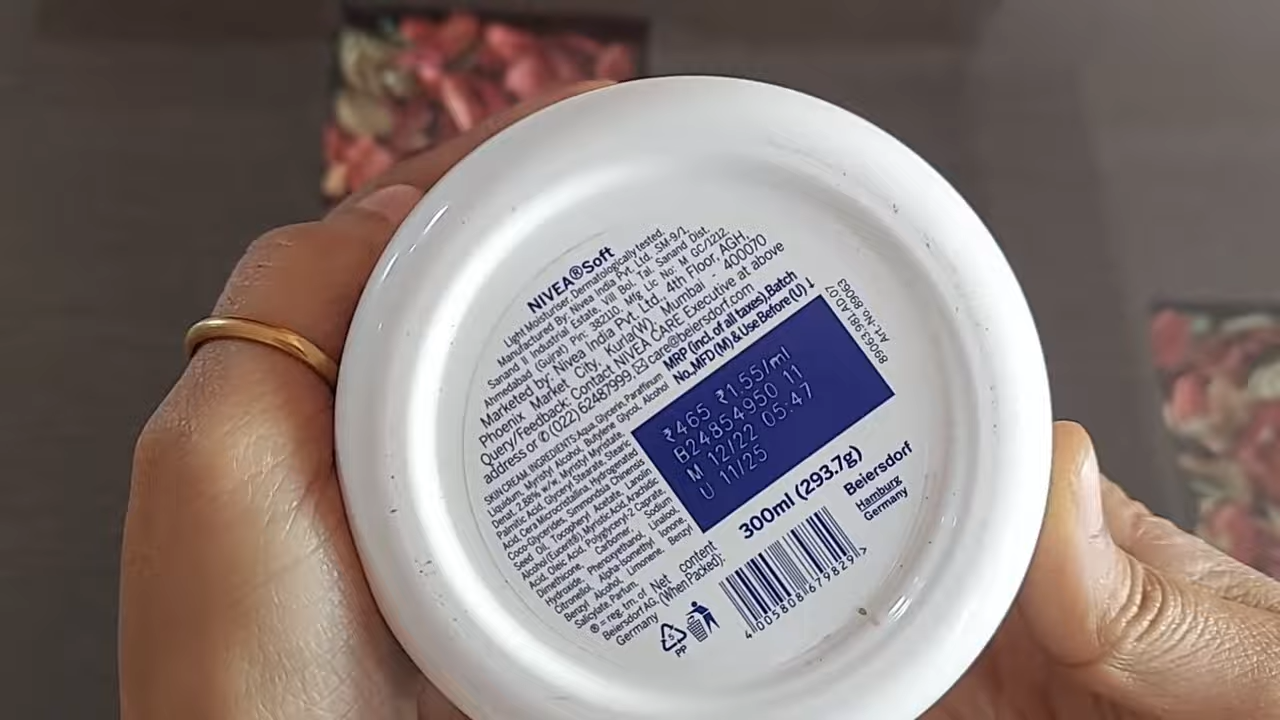 NIVEA®Soft
Light Moisturiser. Dermatologically tested.
Manufactured By: Nivea India Pvt. Ltd., SM-9/1,
Sanand II Industrial Estate, Vill Bol, Tal. Sanand Dist.
Ahmedabad (Gujrat) Pin: 382110, Mfg Lic No: M GC/1212
Marketed by: Nivea India Pvt. Ltd, 4th Floor, AGH,
Phoenix Market City, Kurla(W), Mumbai - 400070
Query/Feedback: Contact NIVEA CARE Executive at above
address or ✆ (022) 62487999, ✉care@beiersdorf.com
MRP (incl. of all taxes),Batch
No.,MFD (M) & Use Before (U) ↓
₹465 ₹1.55/ml
B24854950 11
M 12/22 05:47
U 11/25
89063.981.AD.07
Art.-No. 89063
SKIN CREAM. INGREDIENTS: Aqua, Glycerin, Paraffinum
Liquidum, Myristyl Alcohol, Butylene Glycol, Alcohol
Denat. 2.88% w/w, Myristyl Myristate,
Palmitic Acid, Glyceryl Stearate, Stearic
Acid, Cera Microcristallina, Hydrogenated
Coco-Glycerides, Simmondsia Chinensis
Seed Oil, Tocopheryl Acetate, Lanolin
Alcohol (Eucerit®), Myristic Acid, Arachidic
Acid, Oleic Acid, Polyglyceryl-2 Caprate,
Dimethicone, Carbomer, Sodium
Hydroxide, Phenoxyethanol, Linalool,
Citronellol, Alpha-Isomethyl Ionone,
Benzyl Alcohol, Limonene, Benzyl
Salicylate, Parfum.
® = reg. tm. of
Beiersdorf AG,
Germany
Net content
(When Packed):
300ml (293.7g)
Beiersdorf
Hamburg
Germany
5
PP
4 005808 679829 >